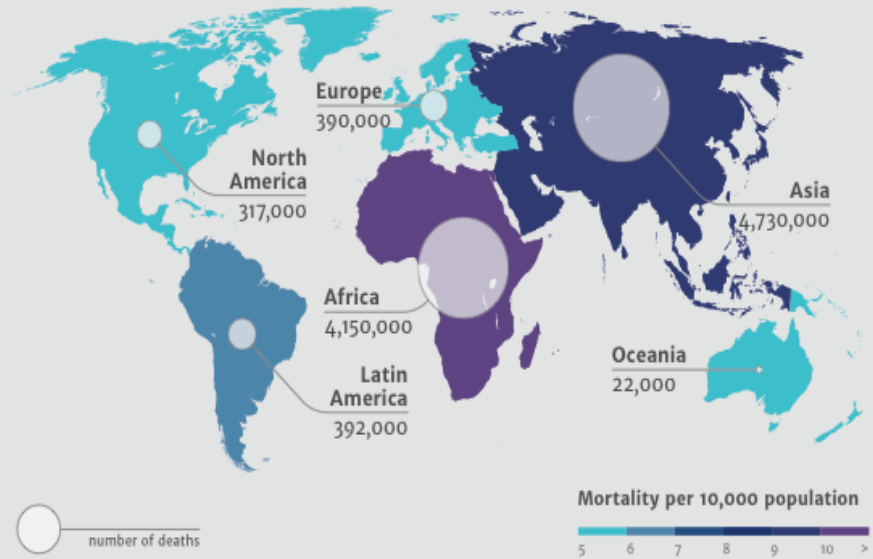 Europe
390,000
North
America
317,000
Asia
4,730,000
Africa
4,150,000
Latin
America
392,000
Oceania
22,000
Mortality per 10,000 population
number of deaths
5 6 7 8 9 10 >